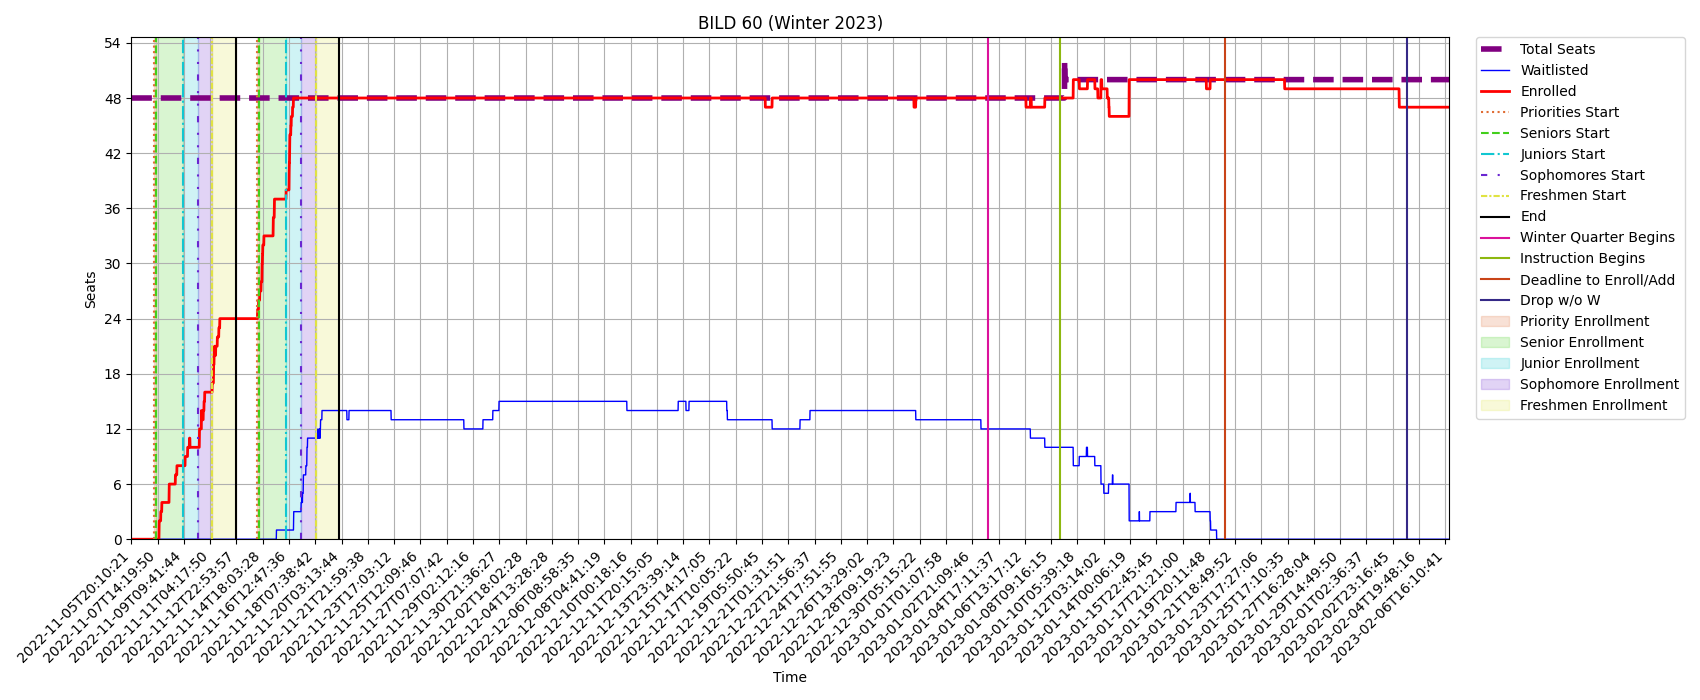 BILD 60 (Winter 2023)
Seats
54
48
42
36
30
24
18
12
6
0
2022-11-05T20:10:21
2022-11-07T14:19:50
2022-11-09T09:41:44
2022-11-11T04:17:50
2022-11-12T22:53:57
2022-11-14T18:03:28
2022-11-16T12:47:36
2022-11-18T07:38:42
2022-11-20T03:13:44
2022-11-21T21:59:38
2022-11-23T17:03:12
2022-11-25T12:09:46
2022-11-27T07:07:42
2022-11-29T02:12:16
2022-11-30T21:36:27
2022-12-02T18:02:28
2022-12-04T13:28:28
2022-12-06T08:58:35
2022-12-08T04:41:19
2022-12-10T00:18:16
2022-12-11T20:15:05
2022-12-13T23:39:14
2022-12-15T14:17:05
2022-12-17T11:05:22
2022-12-19T05:50:45
2022-12-21T01:31:51
2022-12-22T21:56:37
2022-12-24T17:51:55
2022-12-26T13:29:02
2022-12-28T09:19:23
2022-12-30T05:15:22
2023-01-01T01:07:58
2023-01-02T21:09:46
2023-01-04T17:11:37
2023-01-06T13:17:12
2023-01-08T09:16:15
2023-01-10T05:39:18
2023-01-12T03:14:02
2023-01-14T00:06:19
2023-01-15T22:45:45
2023-01-17T21:21:00
2023-01-19T20:11:48
2023-01-21T18:49:52
2023-01-23T17:27:06
2023-01-25T17:10:35
2023-01-27T16:28:04
2023-01-29T14:49:50
2023-02-01T02:36:37
2023-02-02T23:16:45
2023-02-04T19:48:16
2023-02-06T16:10:41
Time
Total Seats
Waitlisted
Enrolled
Priorities Start
Seniors Start
Juniors Start
Sophomores Start
Freshmen Start
End
Winter Quarter Begins
Instruction Begins
Deadline to Enroll/Add
Drop w/o W
Priority Enrollment
Senior Enrollment
Junior Enrollment
Sophomore Enrollment
Freshmen Enrollment